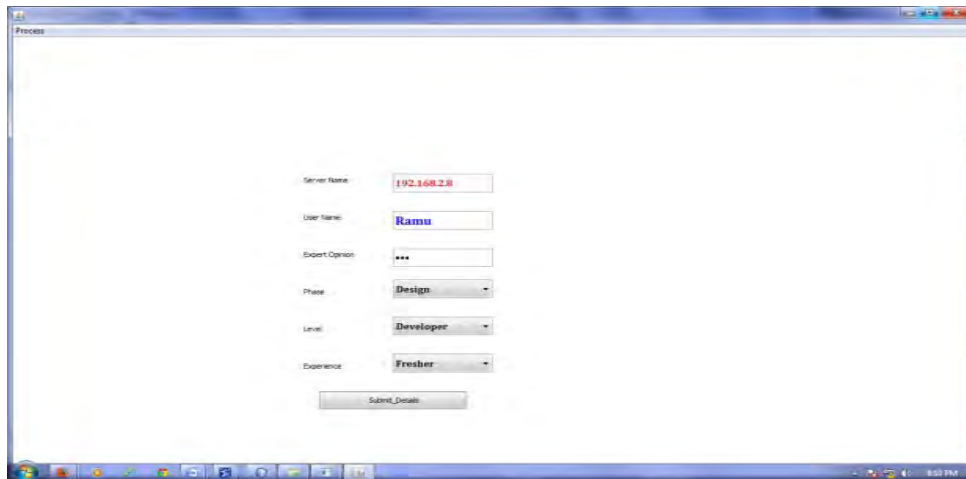 Process
Server Name 192.168.2.8
User Name Ramu
Expert Opinion •••
Phase Design
Level Developer
Experience Fresher
Submit_Details